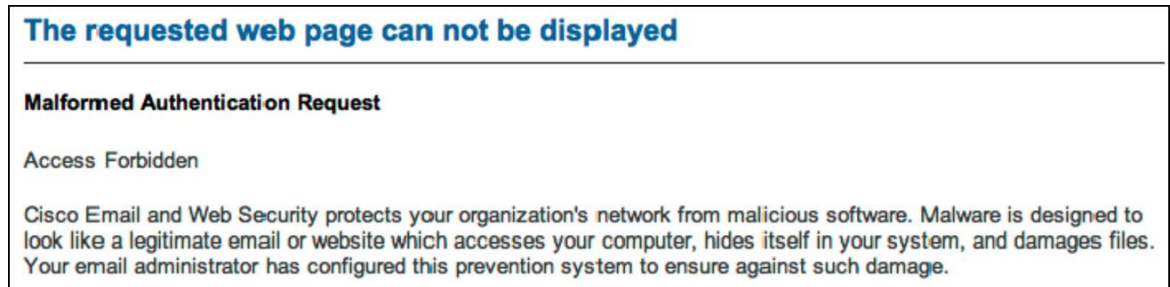 The requested web page can not be displayed
Malformed Authentication Request
Access Forbidden
Cisco Email and Web Security protects your organization's network from malicious software. Malware is designed to
look like a legitimate email or website which accesses your computer, hides itself in your system, and damages files.
Your email administrator has configured this prevention system to ensure against such damage.